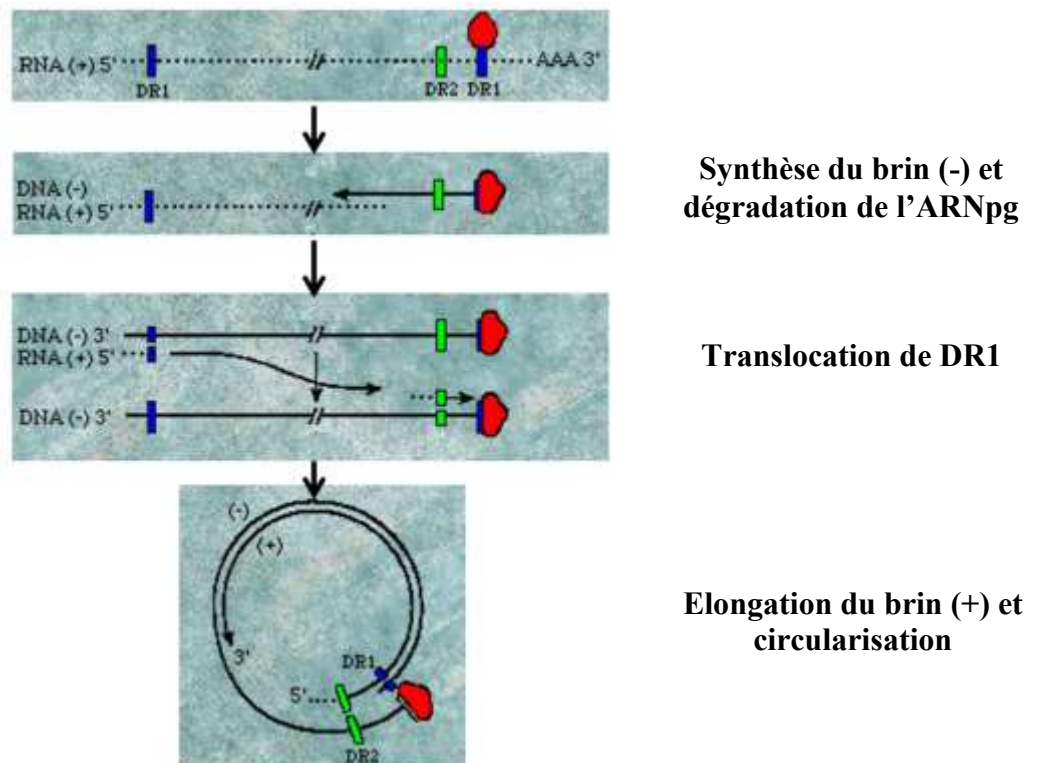 RNA (+) 5' AAA 3'
DR1 DR2 DR1
DNA (-)
RNA (+) 5'
Synthèse du brin (-) et
dégradation de l'ARNpg
DNA (-) 3'
RNA (+) 5'
DNA (-) 3'
Translocation de DR1
(-)
(+)
3'
DR1
5'
DR2
Elongation du brin (+) et
circularisation